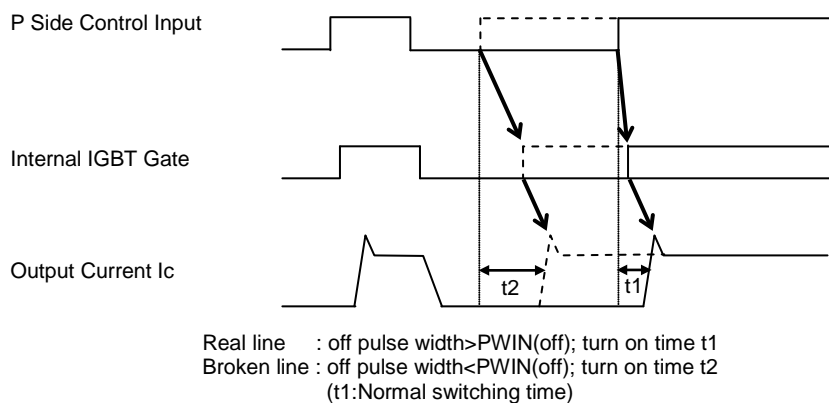 P Side Control Input
Internal IGBT Gate
Output Current Ic
t2
t1
Real line : off pulse width>PWIN(off); turn on time t1
Broken line : off pulse width<PWIN(off); turn on time t2
(t1:Normal switching time)